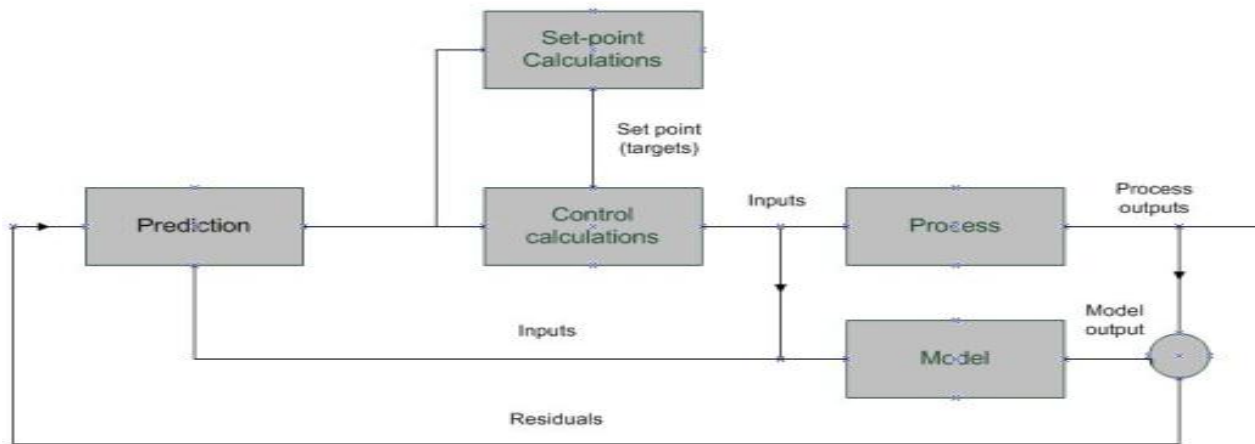 Set-point
Calculations
Set point
(targets)
Prediction
Control
calculations
Inputs
Process
Process
outputs
Inputs
Model
Model
output
Residuals